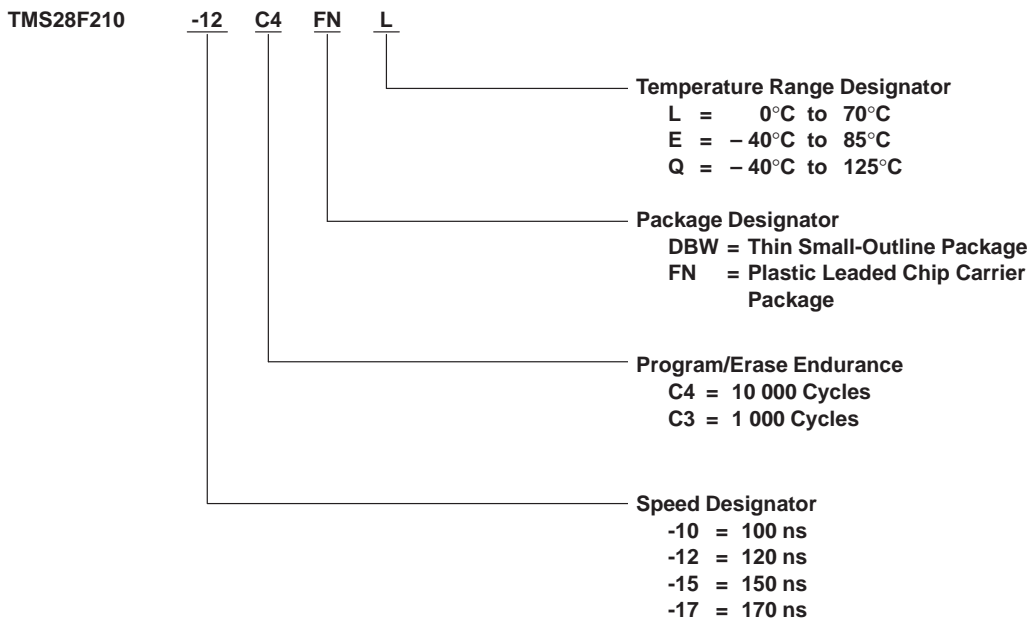 TMS28F210 -12 C4 FN L
Temperature Range Designator
L = 0°C to 70°C
E = – 40°C to 85°C
Q = – 40°C to 125°C
Package Designator
DBW = Thin Small-Outline Package
FN = Plastic Leaded Chip Carrier
Package
Program/Erase Endurance
C4 = 10 000 Cycles
C3 = 1 000 Cycles
Speed Designator
-10 = 100 ns
-12 = 120 ns
-15 = 150 ns
-17 = 170 ns